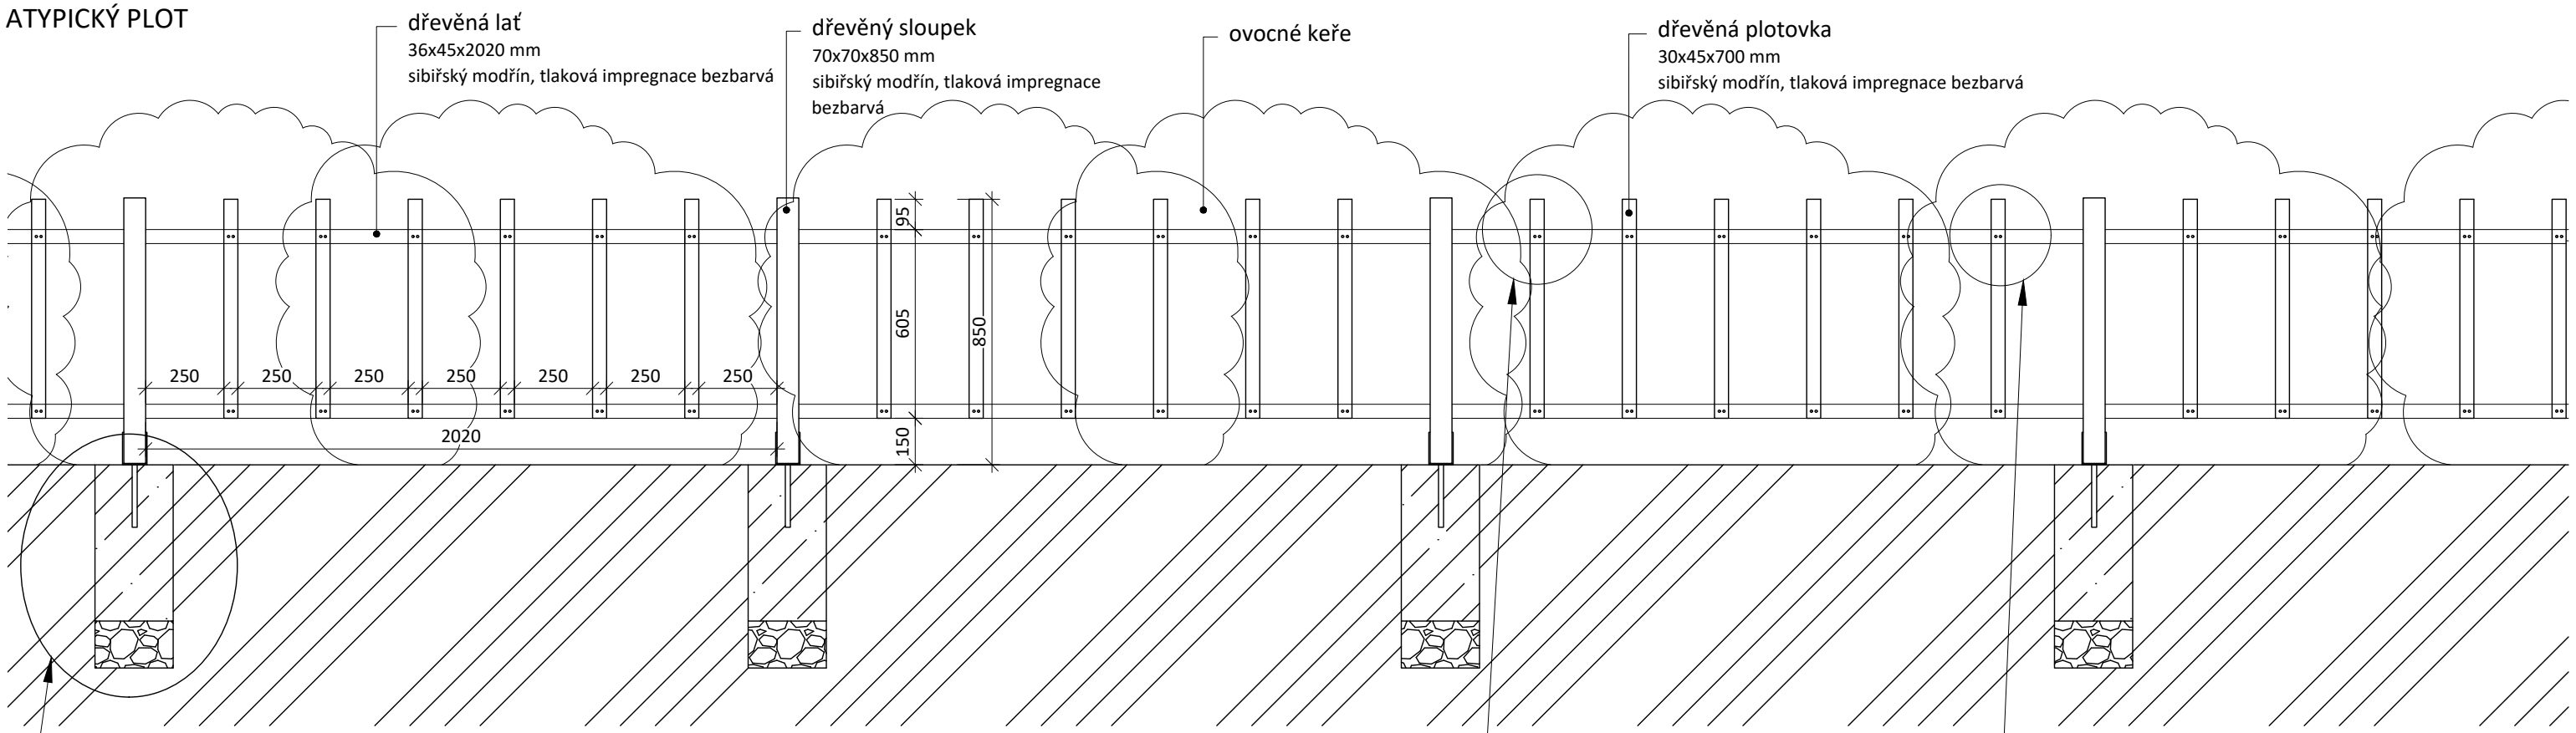 ATYPICKÝ PLOT
dřevěná lať
36x45x2020 mm
sibiřský modřín, tlaková impregnace bezbarvá
dřevěný sloupek
70x70x850 mm
sibiřský modřín, tlaková impregnace
bezbarvá
ovocné keře
dřevěná plotovka
30x45x700 mm
sibiřský modřín, tlaková impregnace bezbarvá
95
605
850
250 250 250 250 250 250 250
2020
150